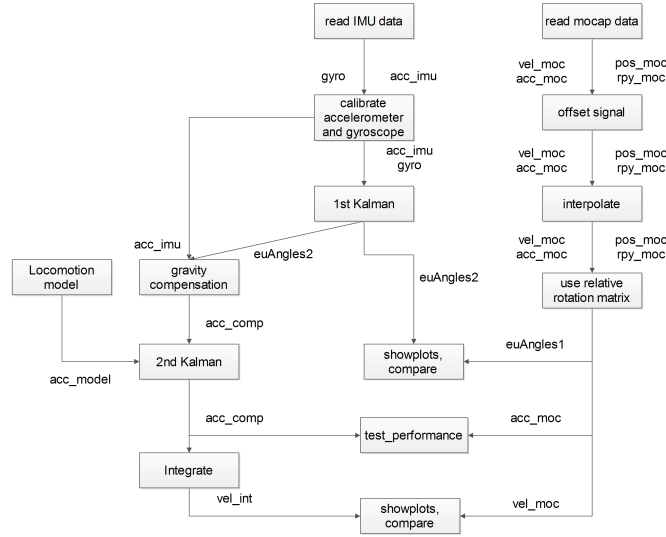 read IMU data
read mocap data
gyro
acc_imu
vel_moc
acc_moc
pos_moc
rpy_moc
calibrate
accelerometer
and gyroscope
offset signal
acc_imu
gyro
vel_moc
acc_moc
pos_moc
rpy_moc
1st Kalman
interpolate
acc_imu
euAngles2
vel_moc
acc_moc
pos_moc
rpy_moc
Locomotion
model
gravity
compensation
euAngles2
use relative
rotation matrix
acc_comp
acc_model
2nd Kalman
showplots,
compare
euAngles1
acc_comp
test_performance
acc_moc
Integrate
vel_int
showplots,
compare
vel_moc